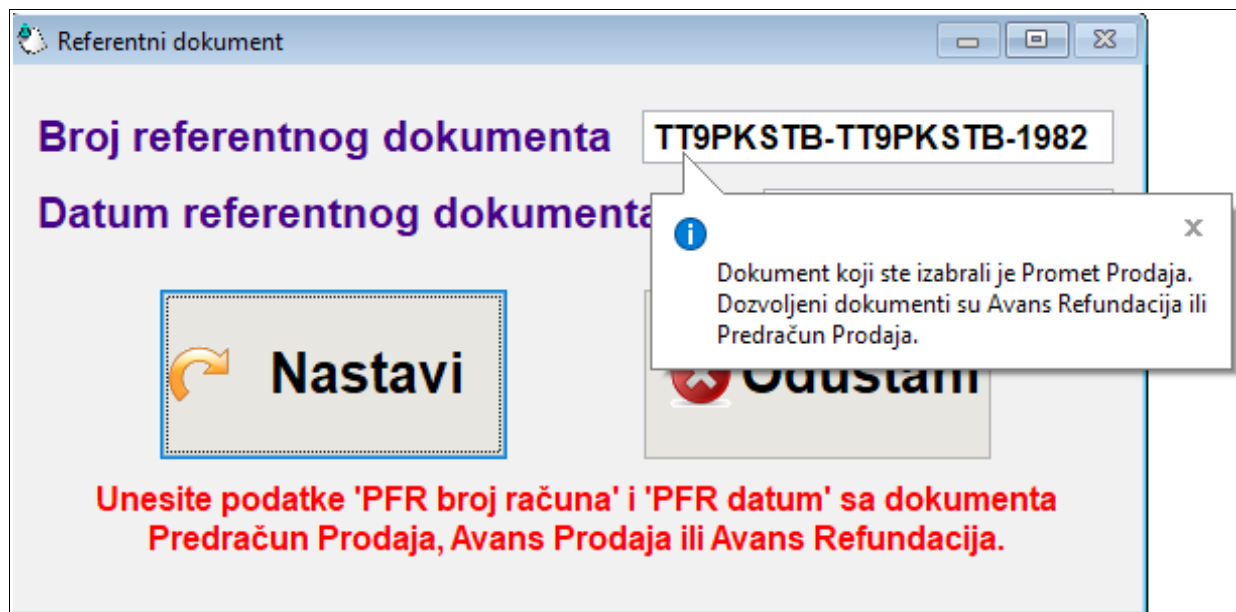 Referentni dokument
Broj referentnog dokumenta
TT9PKSTB-TT9PKSTB-1982
Datum referentnog dokumenta
x
Dokument koji ste izabrali je Promet Prodaja.
Dozvoljeni dokumenti su Avans Refundacija ili
Predračun Prodaja.
Nastavi
Odustani
Unesite podatke 'PFR broj računa' i 'PFR datum' sa dokumenta
Predračun Prodaja, Avans Prodaja ili Avans Refundacija.